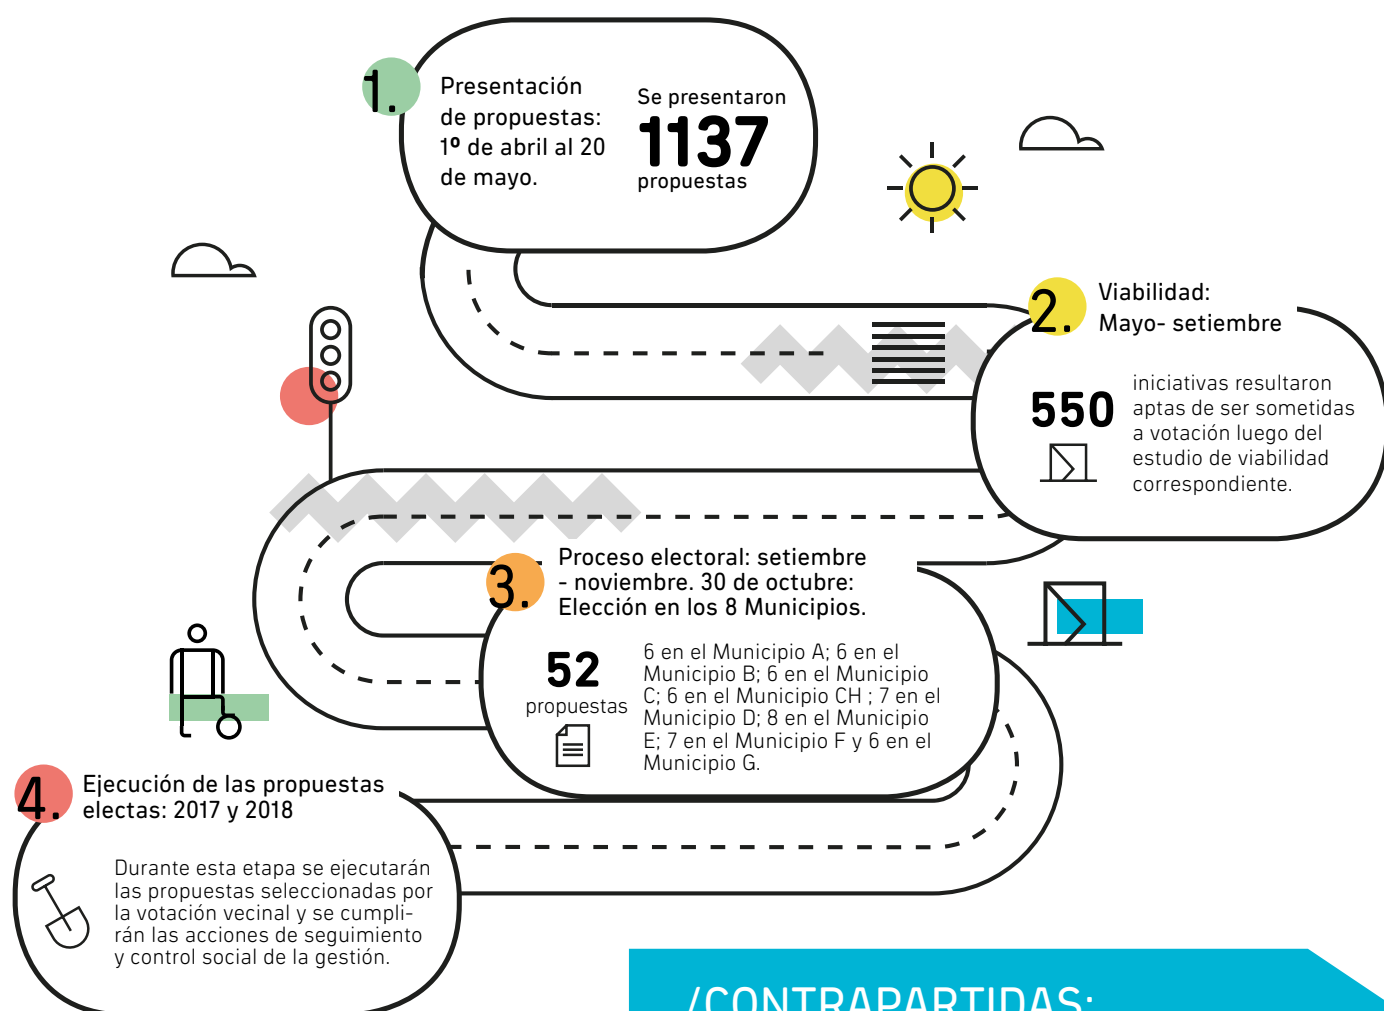 1.
Presentación
de propuestas:
1º de abril al 20
de mayo.
Se presentaron
1137
propuestas
2.
Viabilidad:
Mayo- setiembre
550
iniciativas resultaron
aptas de ser sometidas
a votación luego del
estudio de viabilidad
correspondiente.
3.
Proceso electoral: setiembre
- noviembre. 30 de octubre:
Elección en los 8 Municipios.
52
propuestas
6 en el Municipio A; 6 en el
Municipio B; 6 en el Municipio
C; 6 en el Municipio CH ; 7 en el
Municipio D; 8 en el Municipio
E; 7 en el Municipio F y 6 en el
Municipio G.
4.
Ejecución de las propuestas
electas: 2017 y 2018
Durante esta etapa se ejecutarán
las propuestas seleccionadas por
la votación vecinal y se cumpli-
rán las acciones de seguimiento
y control social de la gestión.
/CONTRAPARTIDAS: